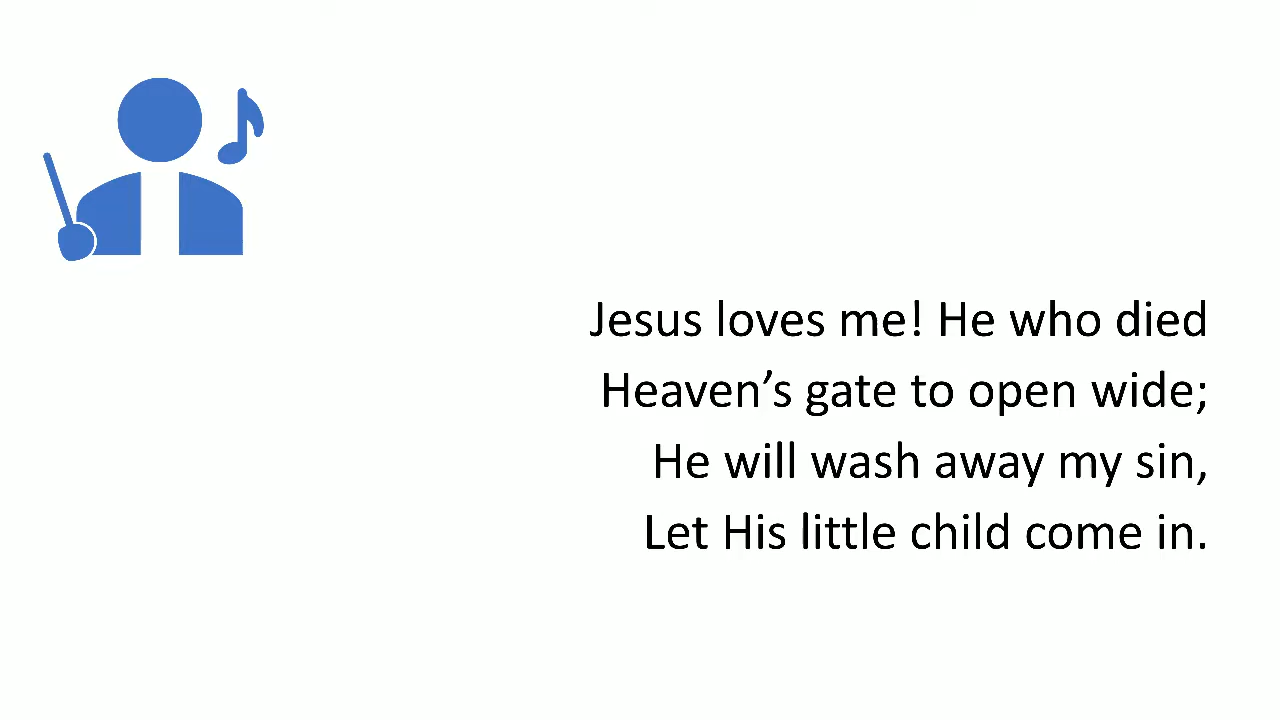 Jesus loves me! He who died
Heaven’s gate to open wide;
He will wash away my sin,
Let His little child come in.